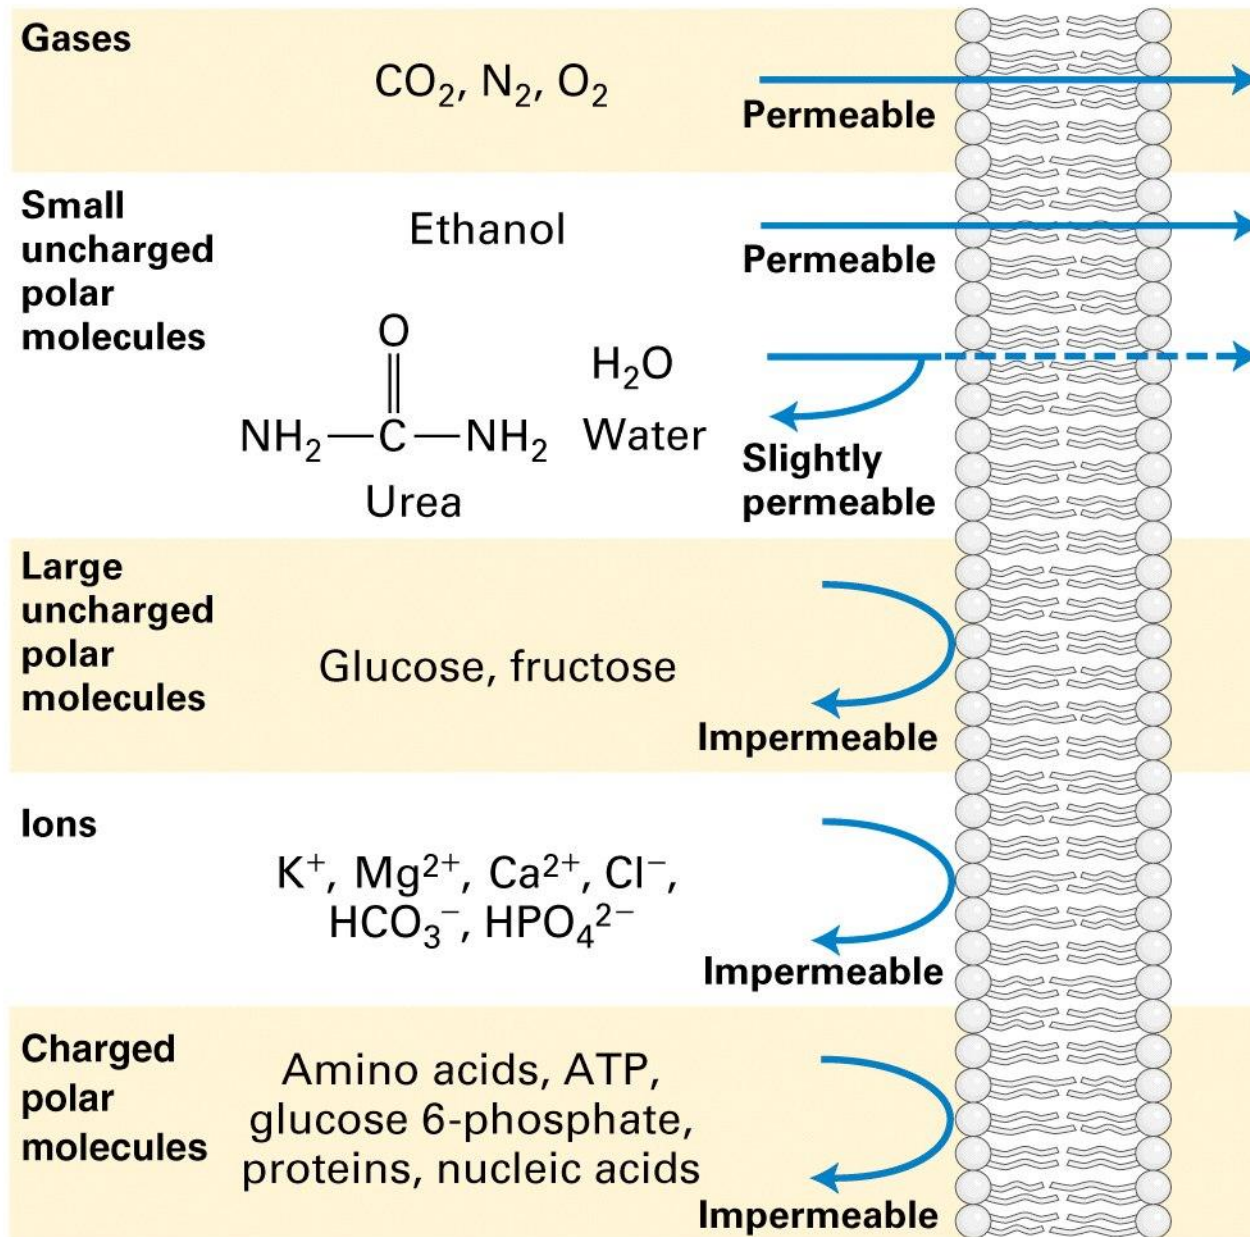 Gases
CO₂, N₂, O₂
Permeable
Small
uncharged
polar
molecules
Ethanol
Permeable
O
NH₂—C—NH₂
Urea
H₂O
Water
Slightly
permeable
Large
uncharged
polar
molecules
Glucose, fructose
Impermeable
Ions
K⁺, Mg²⁺, Ca²⁺, Cl⁻,
HCO₃⁻, HPO₄²⁻
Impermeable
Charged
polar
molecules
Amino acids, ATP,
glucose 6-phosphate,
proteins, nucleic acids
Impermeable